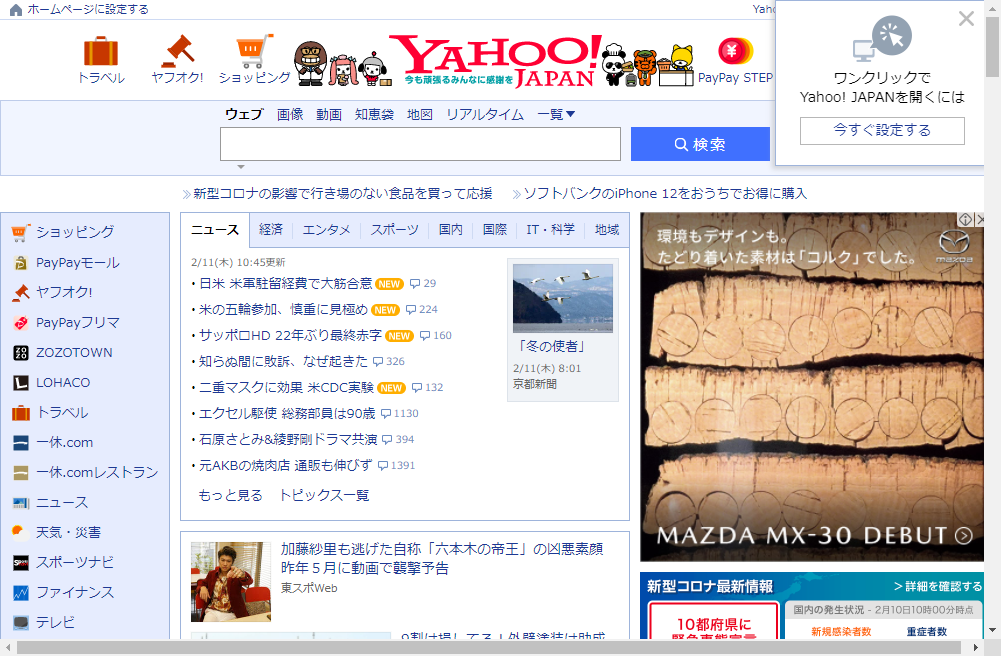 ホームページに設定する
Yaho
トラベル
ヤフオク!
ショッピング
YAHOO!
JAPAN
今も頑張るみんなに感謝を
PayPay STEP
ワンクリックで
Yahoo! JAPANを開くには
今すぐ設定する
ウェブ 画像 動画 知恵袋 地図 リアルタイム 一覧▼
検索
新型コロナの影響で行き場のない食品を買って応援
ソフトバンクのiPhone 12をおうちでお得に購入
ショッピング
PayPayモール
ヤフオク!
PayPayフリマ
ZOZOTOWN
LOHACO
トラベル
一休.com
一休.comレストラン
ニュース
天気・災害
スポーツナビ
ファイナンス
テレビ
ニュース 経済 エンタメ スポーツ 国内 国際 IT・科学 地域
2/11(木) 10:45更新
・日米 米軍駐留経費で大筋合意 NEW 29
・米の五輪参加、慎重に見極め NEW 224
・サッポロHD 22年ぶり最終赤字 NEW 160
・知らぬ間に敗訴、なぜ起きた 326
・二重マスクに効果 米CDC実験 NEW 132
・エクセル駆使 総務部員は90歳 1130
・石原さとみ&綾野剛ドラマ共演 394
・元AKBの焼肉店 通販も伸びず 1391
もっと見る トピックス一覧
「冬の使者」
2/11(木) 8:01
京都新聞
加藤紗里も逃げた自称「六本木の帝王」の凶悪素顔
昨年５月に動画で襲撃予告
東スポWeb
9割は損してる！外壁塗装は助成
環境もデザインも。
たどり着いた素材は「コルク」でした。
mazda
MAZDA MX-30 DEBUT
新型コロナ最新情報
>詳細を確認する
10都府県に
緊急事態宣言
国内の発生状況 - 2月10日10時00分時点
新規感染者数 重症者数